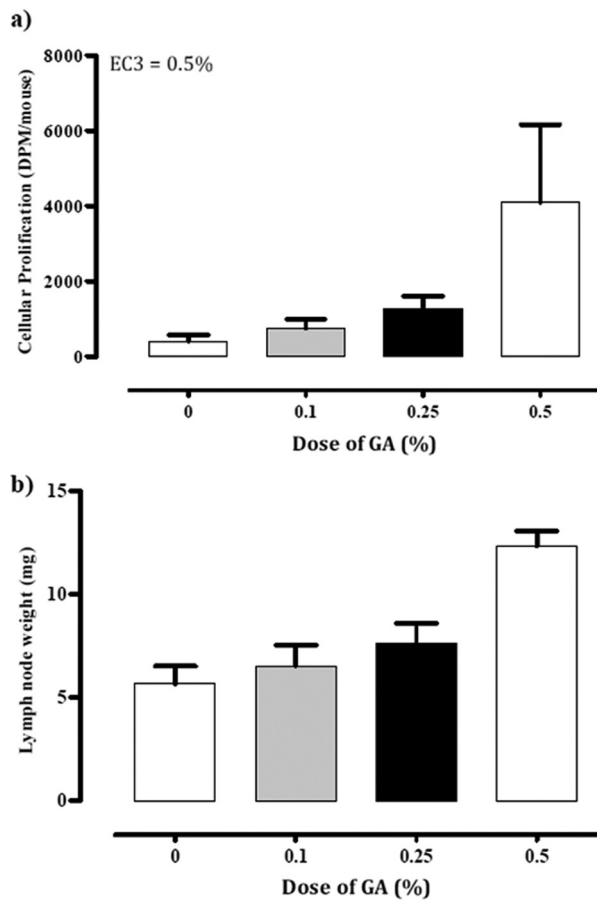 a)
8000
6000
4000
2000
0
Cellular Prolification (DPM/mouse)
EC3 = 0.5%
0 0.1 0.25 0.5
Dose of GA (%)
b)
15
10
5
0
Lymph node weight (mg)
0 0.1 0.25 0.5
Dose of GA (%)